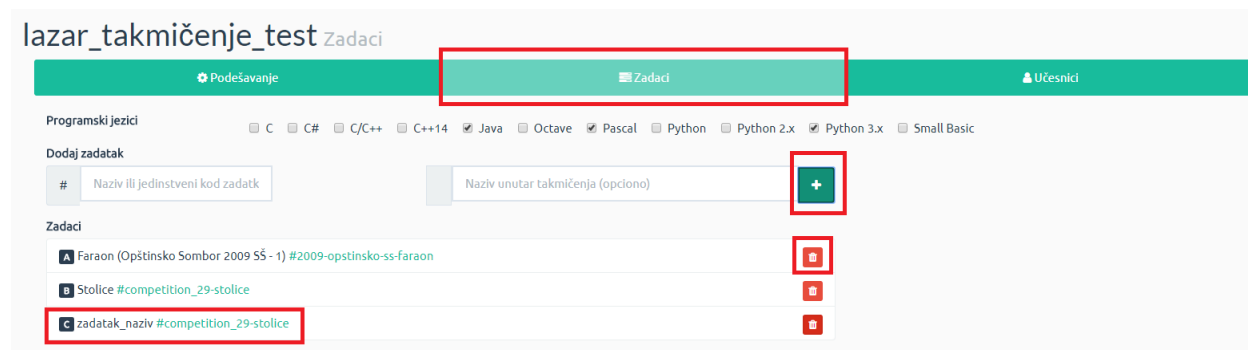 lazar_takmičenje_test Zadaci
Podešavanje Zadaci Učesnici
Programski jezici C C# C/C++ C++14 Java Octave Pascal Python Python 2.x Python 3.x Small Basic
Dodaj zadatak
# Naziv ili jedinstveni kod zadatk Naziv unutar takmičenja (opciono) +
Zadaci
A Faraon (Opštinsko Sombor 2009 SŠ - 1) #2009-opstinsko-ss-faraon
B Stolice #competition_29-stolice
C zadatak_naziv #competition_29-stolice